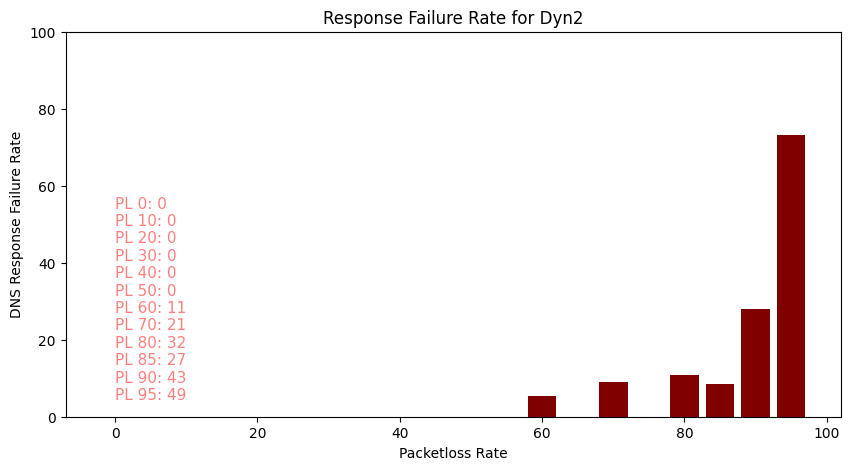 Response Failure Rate for Dyn2
100
80
60
40
20
0
DNS Response Failure Rate
PL 0: 0
PL 10: 0
PL 20: 0
PL 30: 0
PL 40: 0
PL 50: 0
PL 60: 11
PL 70: 21
PL 80: 32
PL 85: 27
PL 90: 43
PL 95: 49
0 20 40 60 80 100
Packetloss Rate